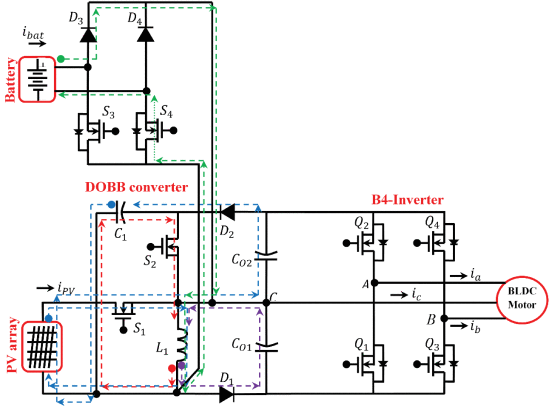 D3
D4
ibat
Battery
S3
S4
DOBB converter
B4-Inverter
C1
D2
Q2
Q4
S2
CO2
A
ia
iPV
C
ic
BLDC
Motor
PV array
S1
B
ib
L1
CO1
Q1
Q3
D1